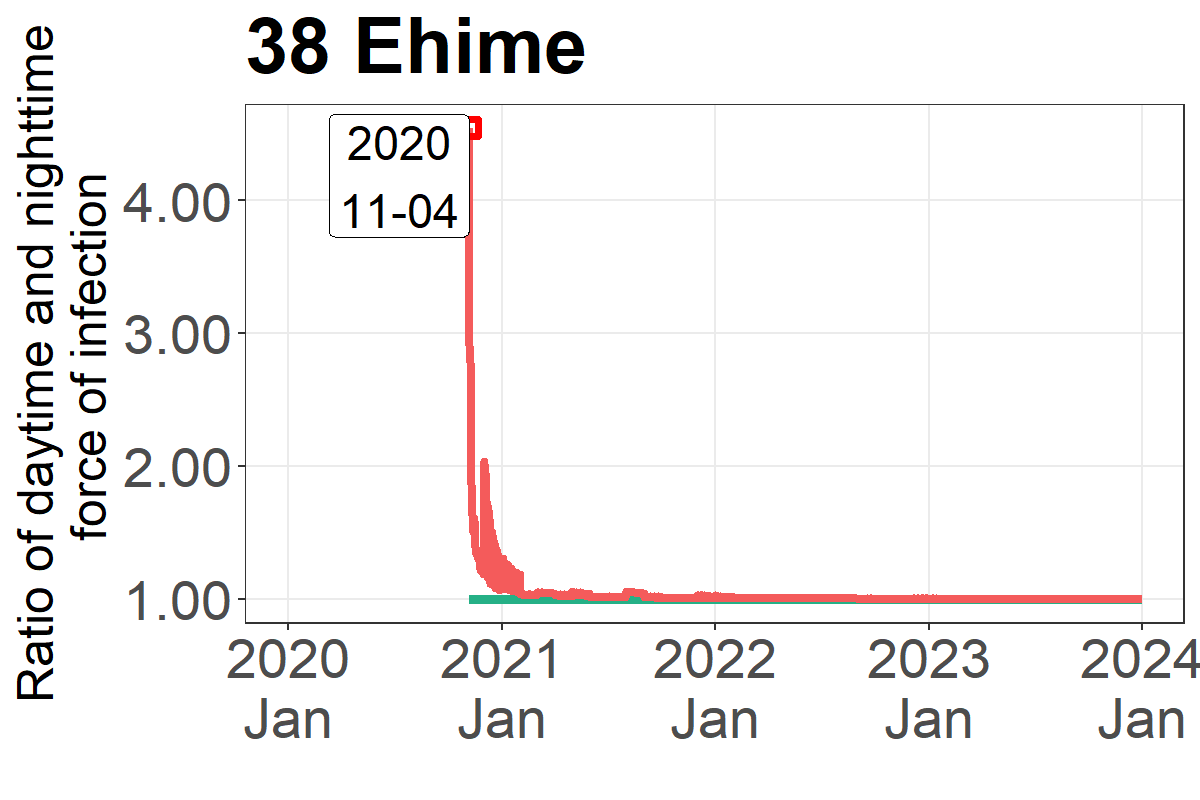 38 Ehime
Ratio of daytime and nighttime
force of infection
2020
11-04
4.00
3.00
2.00
1.00
2020
Jan
2021
Jan
2022
Jan
2023
Jan
2024
Jan